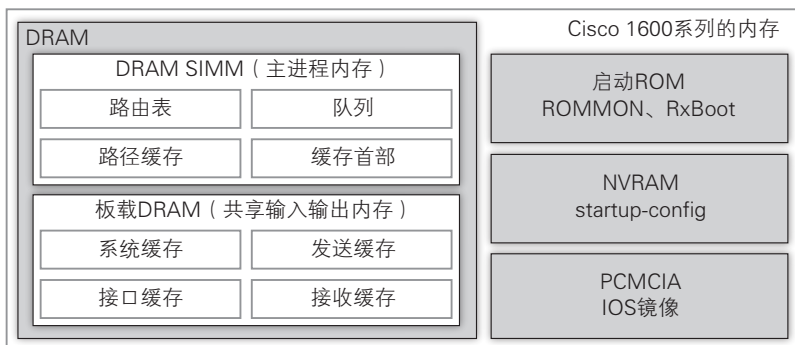 Cisco 1600系列的内存
DRAM
DRAM SIMM（主进程内存）
路由表
队列
路径缓存
缓存首部
板载DRAM（共享输入输出内存）
系统缓存
发送缓存
接口缓存
接收缓存
启动ROM
ROMMON、RxBoot
NVRAM
startup-config
PCMCIA
IOS镜像